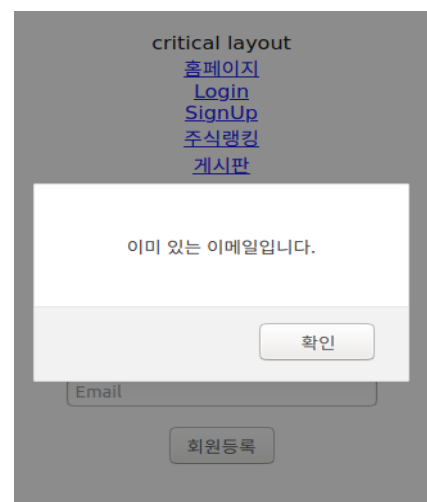 critical layout
홈페이지
Login
SignUp
주식랭킹
게시판
이미 있는 이메일입니다.
확인
Email
회원등록